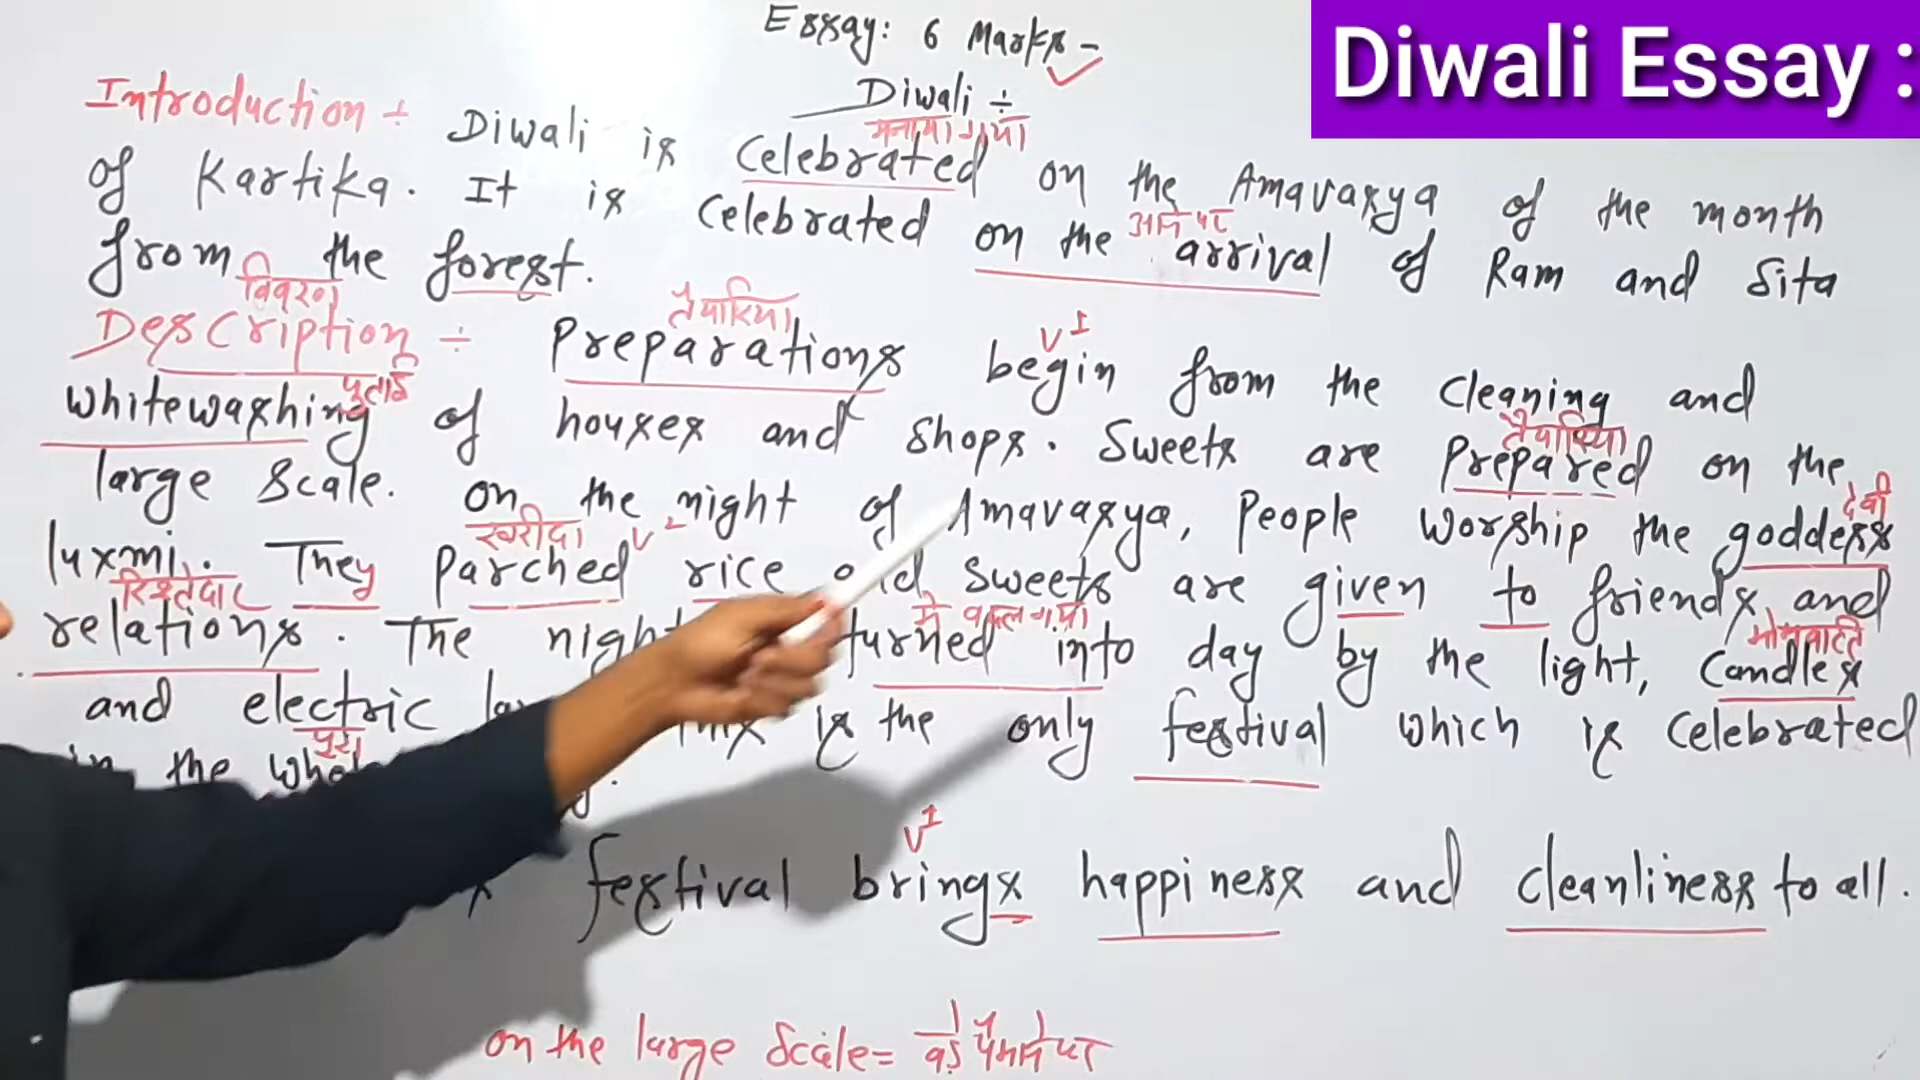 Essay: 6 Marks -
Diwali Essay :
Diwali ÷
मनाया गया
Introduction ÷ Diwali is Celebrated on the Amavasya of the month
आने पर
of Kartika. It is Celebrated on the arrival of Ram and Sita
from the forest.
विवरण तैयारियां V I
Description ÷ Preparations begin from the Cleaning and
पुताई तैयारियां
whitewashing of houses and shops. Sweets are prepared on the
देवी
large Scale. on the night of Amavasya, People worship the goddess
खरीदा V 2
luxmi. They parched rice sweets are given to friends and
रिश्तेदार में बदल गया मोमबत्ति
relations. The turned into day by the light, Candles
and electric is the only festival which is Celebrated
पुरा
in the
V I
festival brings happiness and cleanliness to all.
on the large Scale = बड़े पैमाने पर